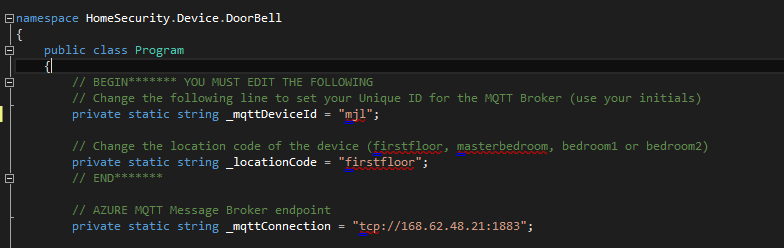 namespace HomeSecurity.Device.DoorBell
{
public class Program
{
// BEGIN******* YOU MUST EDIT THE FOLLOWING
// Change the following line to set your Unique ID for the MQTT Broker (use your initials)
private static string _mqttDeviceId = "mjl";
// Change the location code of the device (firstfloor, masterbedroom, bedroom1 or bedroom2)
private static string _locationCode = "firstfloor";
// END*******
// AZURE MQTT Message Broker endpoint
private static string _mqttConnection = "tcp://168.62.48.21:1883";